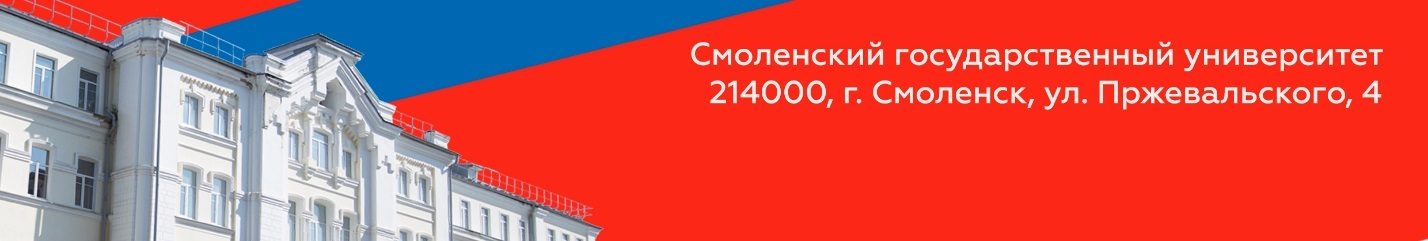 Смоленский государственный университет
214000, г. Смоленск, ул. Пржевальского, 4